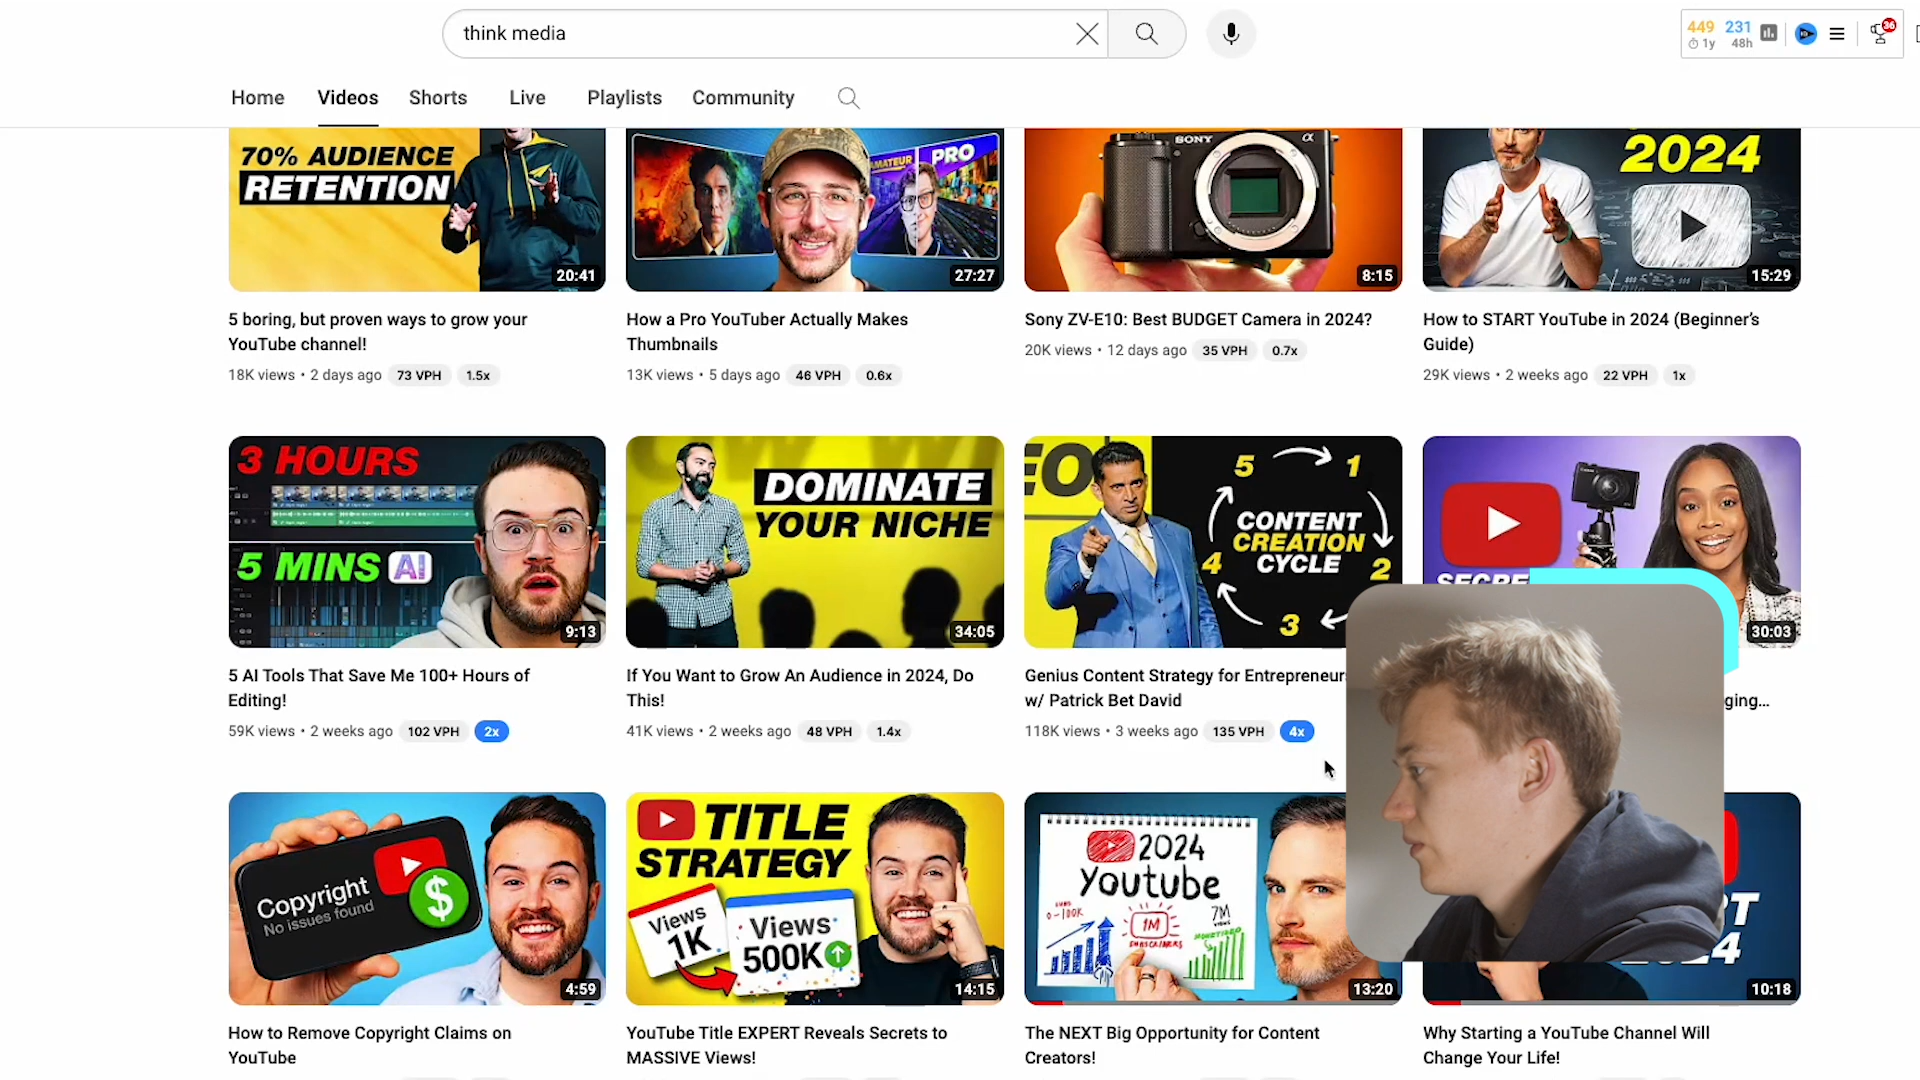 think media
449 231
1y 48h
36
Home Videos Shorts Live Playlists Community
70% AUDIENCE
RETENTION
20:41
AMATEUR PRO
27:27
SONY α
8:15
2024
15:29
5 boring, but proven ways to grow your
YouTube channel!
18K views • 2 days ago 73 VPH 1.5x
How a Pro YouTuber Actually Makes
Thumbnails
13K views • 5 days ago 46 VPH 0.6x
Sony ZV-E10: Best BUDGET Camera in 2024?
20K views • 12 days ago 35 VPH 0.7x
How to START YouTube in 2024 (Beginner’s
Guide)
29K views • 2 weeks ago 22 VPH 1x
3 HOURS
5 MINS AI
9:13
DOMINATE
YOUR NICHE
34:05
EO
5 1
CONTENT
CREATION
CYCLE
4 2
3
30:03
5 AI Tools That Save Me 100+ Hours of
Editing!
59K views • 2 weeks ago 102 VPH 2x
If You Want to Grow An Audience in 2024, Do
This!
41K views • 2 weeks ago 48 VPH 1.4x
Genius Content Strategy for Entrepreneurs
w/ Patrick Bet David
118K views • 3 weeks ago 135 VPH 4x
ging...
Copyright
No issues found
$
4:59
TITLE
STRATEGY
Views
1K
Views
500K
14:15
2024
Youtube
0-100K
1M
SUBSCRIBERS
7M
13:20
10:18
How to Remove Copyright Claims on
YouTube
YouTube Title EXPERT Reveals Secrets to
MASSIVE Views!
The NEXT Big Opportunity for Content
Creators!
Why Starting a YouTube Channel Will
Change Your Life!